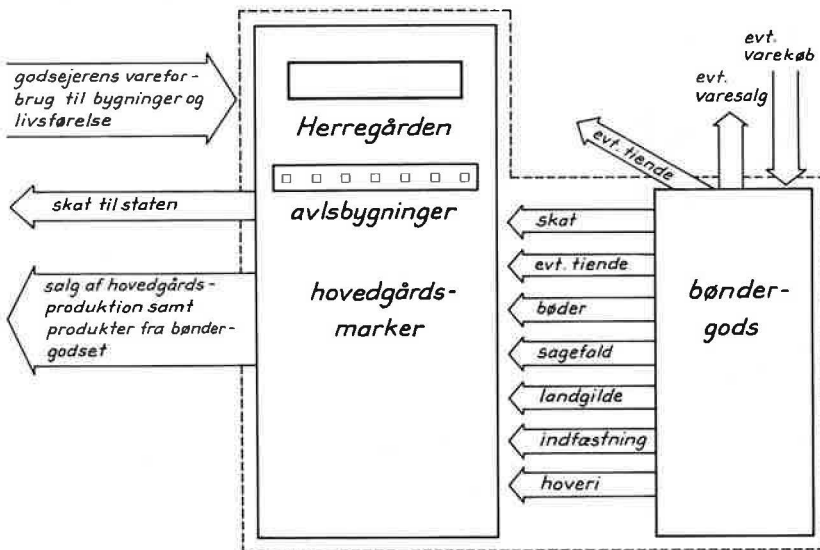 godsejerens varefor-
brug til bygninger og
livsførelse
skat til staten
salg af hovedgårds-
produktion samt
produkter fra bønder-
godset
Herregården
avlsbygninger
hovedgårds-
marker
evt. tiende
evt.
varesalg
evt.
varekøb
skat
evt. tiende
bøder
sagefald
landgilde
indfæstning
hoveri
bønder-
gods